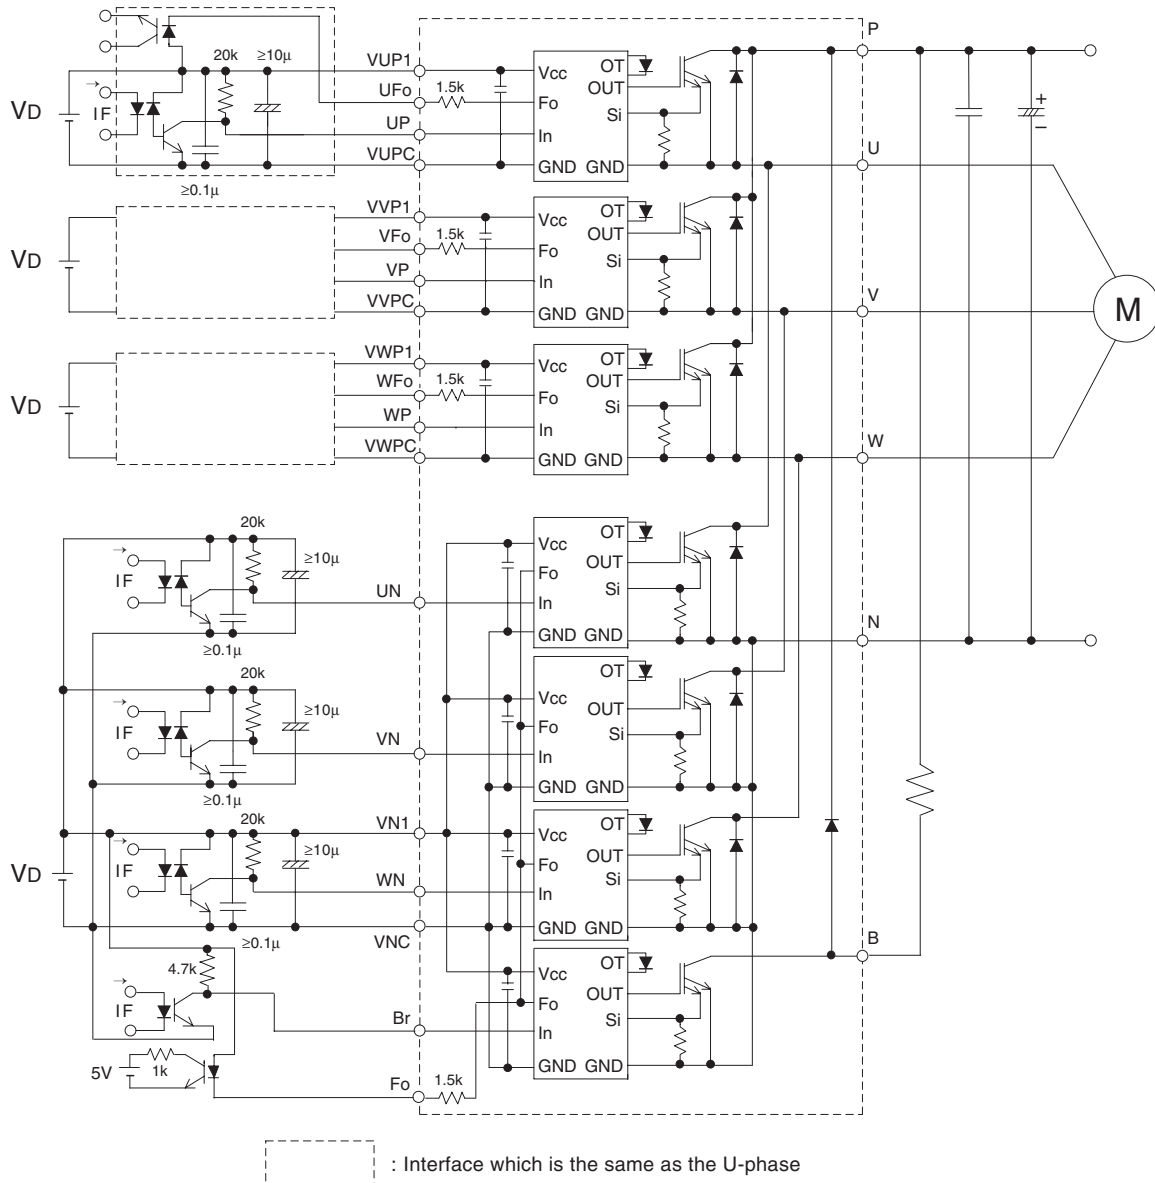 P
20k
≥10μ
VUP1
UFo
1.5k
UP
VUPC
VD
IF
≥0.1μ
Vcc
Fo
In
GND GND
OT
OUT
Si
U
+
–
VVP1
VFo
1.5k
VP
VVPC
VD
Vcc
Fo
In
GND GND
OT
OUT
Si
V
M
VWP1
WFo
1.5k
WP
VWPC
VD
Vcc
Fo
In
GND GND
OT
OUT
Si
W
20k
≥10μ
IF
UN
≥0.1μ
Vcc
Fo
In
GND GND
OT
OUT
Si
N
20k
≥10μ
IF
VN
≥0.1μ
Vcc
Fo
In
GND GND
OT
OUT
Si
20k
≥10μ
VN1
IF
VD
WN
VNC
≥0.1μ
Vcc
Fo
In
GND GND
OT
OUT
Si
B
4.7k
IF
Br
5V
1k
Fo
1.5k
Vcc
Fo
In
GND GND
OT
OUT
Si
: Interface which is the same as the U-phase